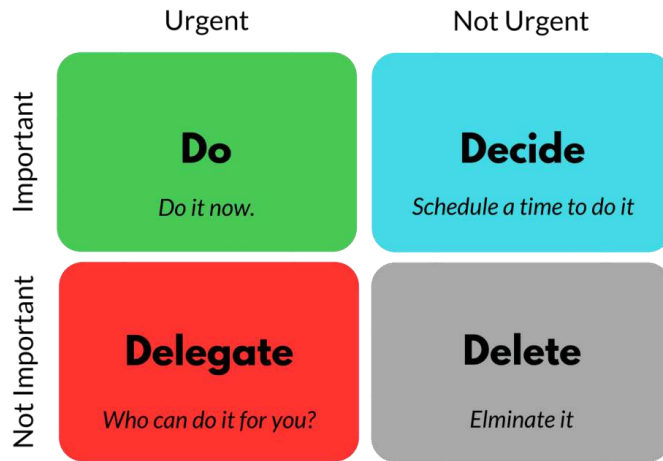 Urgent
Not Urgent
Important
Do
Do it now.
Decide
Schedule a time to do it
Not Important
Delegate
Who can do it for you?
Delete
Elminate it